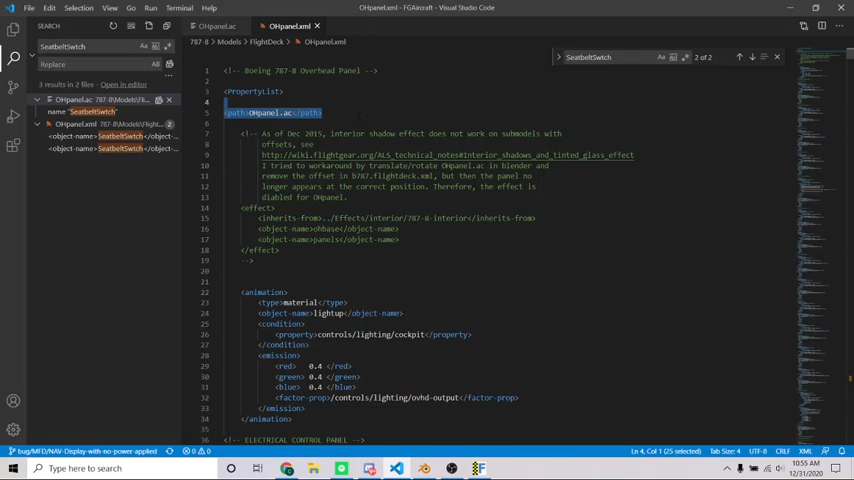 File Edit Selection View Go Run Terminal Help
OHpanel.xml - FGAircraft - Visual Studio Code
SEARCH
OHpanel.ac
OHpanel.xml
SeatbeltSwtch
Aa
Replace
AB
3 results in 2 files - Open in editor
OHpanel.ac 787-8\Models\Fli...
name "SeatbeltSwtch"
OHpanel.xml 787-8\Models\Flight... 2
<object-name>SeatbeltSwtch</object-...
<object-name>SeatbeltSwtch</object-...
787-8 > Models > FlightDeck > OHpanel.xml
SeatbeltSwtch
Aa
2 of 2
1 <!-- Boeing 787-8 Overhead Panel -->
2
3 <PropertyList>
4
5 <path>OHpanel.ac</path>
6
7 <!-- As of Dec 2015, interior shadow effect does not work on submodels with
8 offsets, see
9 http://wiki.flightgear.org/ALS_technical_notes#Interior_shadows_and_tinted_glass_effect
10 I tried to workaround by translate/rotate OHpanel.ac in blender and
11 remove the offset in b787.flightdeck.xml, but then the panel no
12 longer appears at the correct position. Therefore, the effect is
13 diabled for OHpanel.
14 <effect>
15 <inherits-from>../Effects/interior/787-8-interior</inherits-from>
16 <object-name>ohbase</object-name>
17 <object-name>panels</object-name>
18 </effect>
19 -->
20
21
22 <animation>
23 <type>material</type>
24 <object-name>lightup</object-name>
25 <condition>
26 <property>controls/lighting/cockpit</property>
27 </condition>
28 <emission>
29 <red> 0.4 </red>
30 <green> 0.4 </green>
31 <blue> 0.4 </blue>
32 <factor-prop>/controls/lighting/ovhd-output</factor-prop>
33 </emission>
34 </animation>
35
36 <!-- ELECTRICAL CONTROL PANEL -->
bug/MFD/NAV-Display-with-no-power-applied
0 0
Ln 4, Col 1 (25 selected) Tab Size: 4 UTF-8 CRLF XML
Type here to search
10:55 AM
12/31/2020